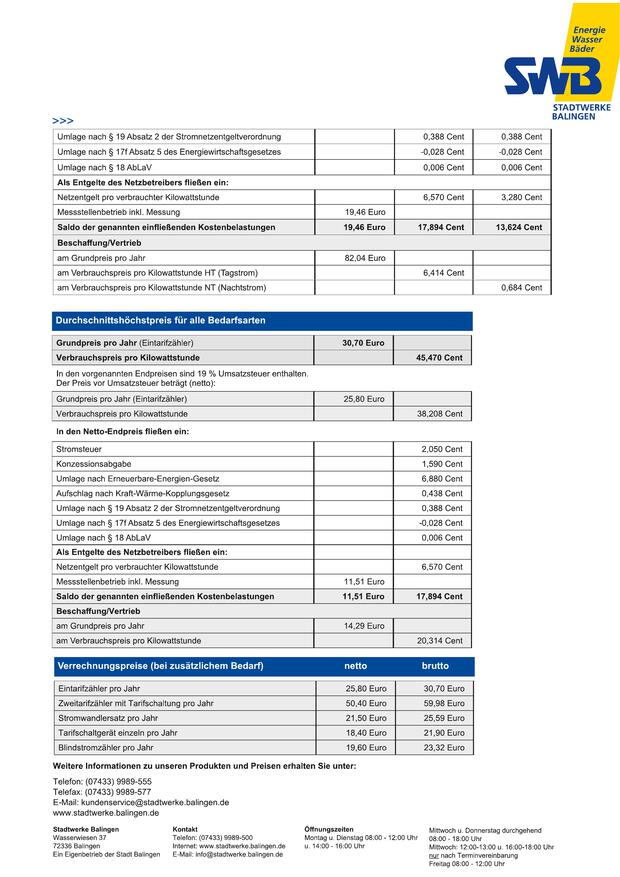 Energie
Wasser
Bäder
SWB
STADTWERKE
BALINGEN
>>>
Umlage nach § 19 Absatz 2 der Stromnetzentgeltverordnung 0,388 Cent 0,388 Cent
Umlage nach § 17f Absatz 5 des Energiewirtschaftsgesetzes -0,028 Cent -0,028 Cent
Umlage nach § 18 AbLaV 0,006 Cent 0,006 Cent
Als Entgelte des Netzbetreibers fließen ein:
Netzentgelt pro verbrauchter Kilowattstunde 6,570 Cent 3,280 Cent
Messstellenbetrieb inkl. Messung 19,46 Euro
Saldo der genannten einfließenden Kostenbelastungen 19,46 Euro 17,894 Cent 13,624 Cent
Beschaffung/Vertrieb
am Grundpreis pro Jahr 82,04 Euro
am Verbrauchspreis pro Kilowattstunde HT (Tagstrom) 6,414 Cent
am Verbrauchspreis pro Kilowattstunde NT (Nachtstrom) 0,684 Cent
Durchschnittshöchstpreis für alle Bedarfsarten
Grundpreis pro Jahr (Eintarifzähler) 30,70 Euro
Verbrauchspreis pro Kilowattstunde 45,470 Cent
In den vorgenannten Endpreisen sind 19 % Umsatzsteuer enthalten.
Der Preis vor Umsatzsteuer beträgt (netto):
Grundpreis pro Jahr (Eintarifzähler) 25,80 Euro
Verbrauchspreis pro Kilowattstunde 38,208 Cent
In den Netto-Endpreis fließen ein:
Stromsteuer 2,050 Cent
Konzessionsabgabe 1,590 Cent
Umlage nach Erneuerbare-Energien-Gesetz 6,880 Cent
Aufschlag nach Kraft-Wärme-Kopplungsgesetz 0,438 Cent
Umlage nach § 19 Absatz 2 der Stromnetzentgeltverordnung 0,388 Cent
Umlage nach § 17f Absatz 5 des Energiewirtschaftsgesetzes -0,028 Cent
Umlage nach § 18 AbLaV 0,006 Cent
Als Entgelte des Netzbetreibers fließen ein:
Netzentgelt pro verbrauchter Kilowattstunde 6,570 Cent
Messstellenbetrieb inkl. Messung 11,51 Euro
Saldo der genannten einfließenden Kostenbelastungen 11,51 Euro 17,894 Cent
Beschaffung/Vertrieb
am Grundpreis pro Jahr 14,29 Euro
am Verbrauchspreis pro Kilowattstunde 20,314 Cent
Verrechnungspreise (bei zusätzlichem Bedarf) netto brutto
Eintarifzähler pro Jahr 25,80 Euro 30,70 Euro
Zweitarifzähler mit Tarifschaltung pro Jahr 50,40 Euro 59,98 Euro
Stromwandlersatz pro Jahr 21,50 Euro 25,59 Euro
Tarifschaltgerät einzeln pro Jahr 18,40 Euro 21,90 Euro
Blindstromzähler pro Jahr 19,60 Euro 23,32 Euro
Weitere Informationen zu unseren Produkten und Preisen erhalten Sie unter:
Telefon: (07433) 9989-555
Telefax: (07433) 9989-577
E-Mail: kundenservice@stadtwerke.balingen.de
www.stadtwerke.balingen.de
Stadtwerke Balingen
Wasserwiesen 37
72336 Balingen
Ein Eigenbetrieb der Stadt Balingen
Kontakt
Telefon: (07433) 9989-500
Internet: www.stadtwerke.balingen.de
E-Mail: info@stadtwerke.balingen.de
Öffnungszeiten
Montag u. Dienstag 08:00 - 12:00 Uhr
u. 14:00 - 16:00 Uhr
Mittwoch u. Donnerstag durchgehend
08:00 - 18:00 Uhr
Mittwoch: 12:00-13:00 u. 16:00-18:00 Uhr
nur nach Terminvereinbarung
Freitag 08:00 - 12:00 Uhr